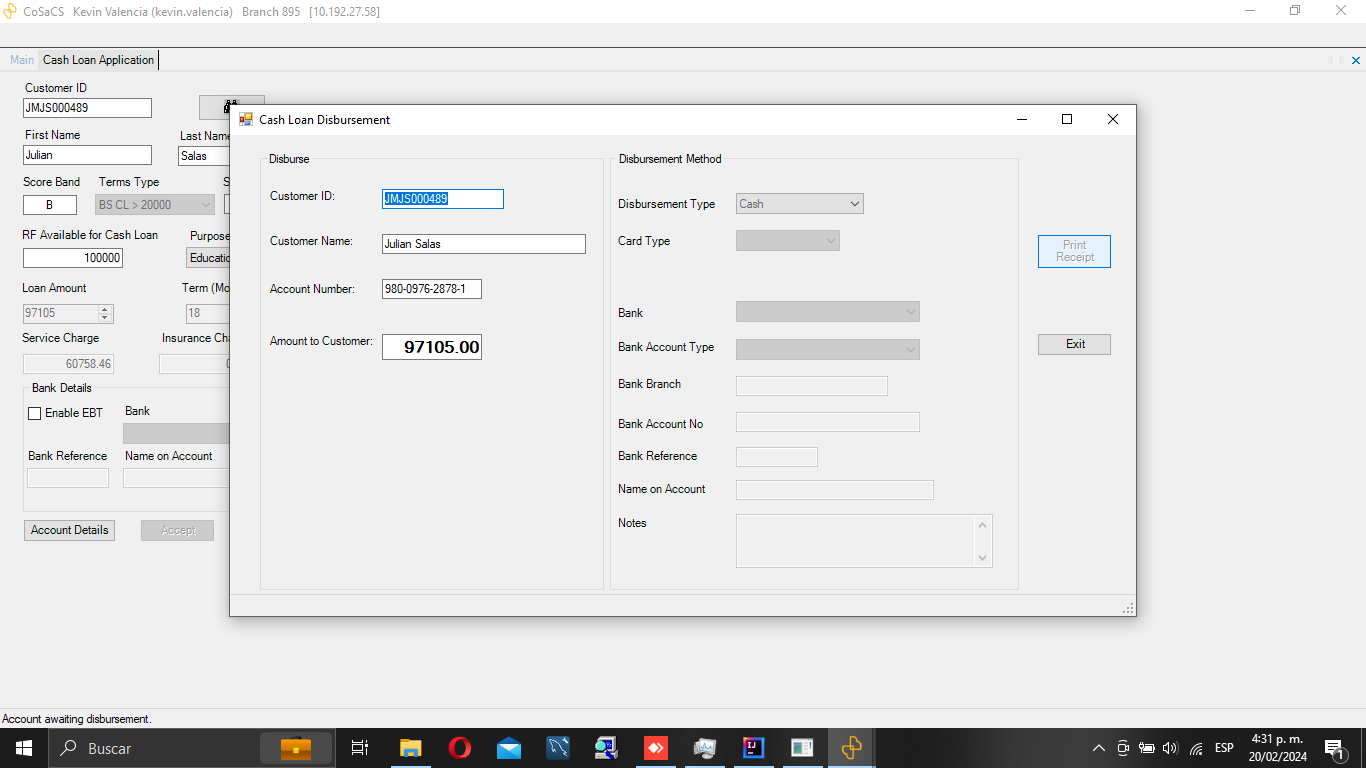 CoSaCS Kevin Valencia (kevin.valencia) Branch 895 [10.192.27.58]
Main Cash Loan Application
Customer ID
JMJS000489
First Name
Last Name
Julian
Salas
Score Band
Terms Type
S
B
BS CL > 20000
RF Available for Cash Loan
Purpose
100000
Educatio
Loan Amount
Term (Mo
97105
18
Service Charge
Insurance Cha
60758.46
Bank Details
Enable EBT
Bank
Bank Reference
Name on Account
Account Details
Accept
Cash Loan Disbursement
Disburse
Customer ID:
JMJS000489
Customer Name:
Julian Salas
Account Number:
980-0976-2878-1
Amount to Customer:
97105.00
Disbursement Method
Disbursement Type
Cash
Card Type
Bank
Bank Account Type
Bank Branch
Bank Account No
Bank Reference
Name on Account
Notes
Print
Receipt
Exit
Account awaiting disbursement.
Buscar
ESP
4:31 p. m.
20/02/2024
1